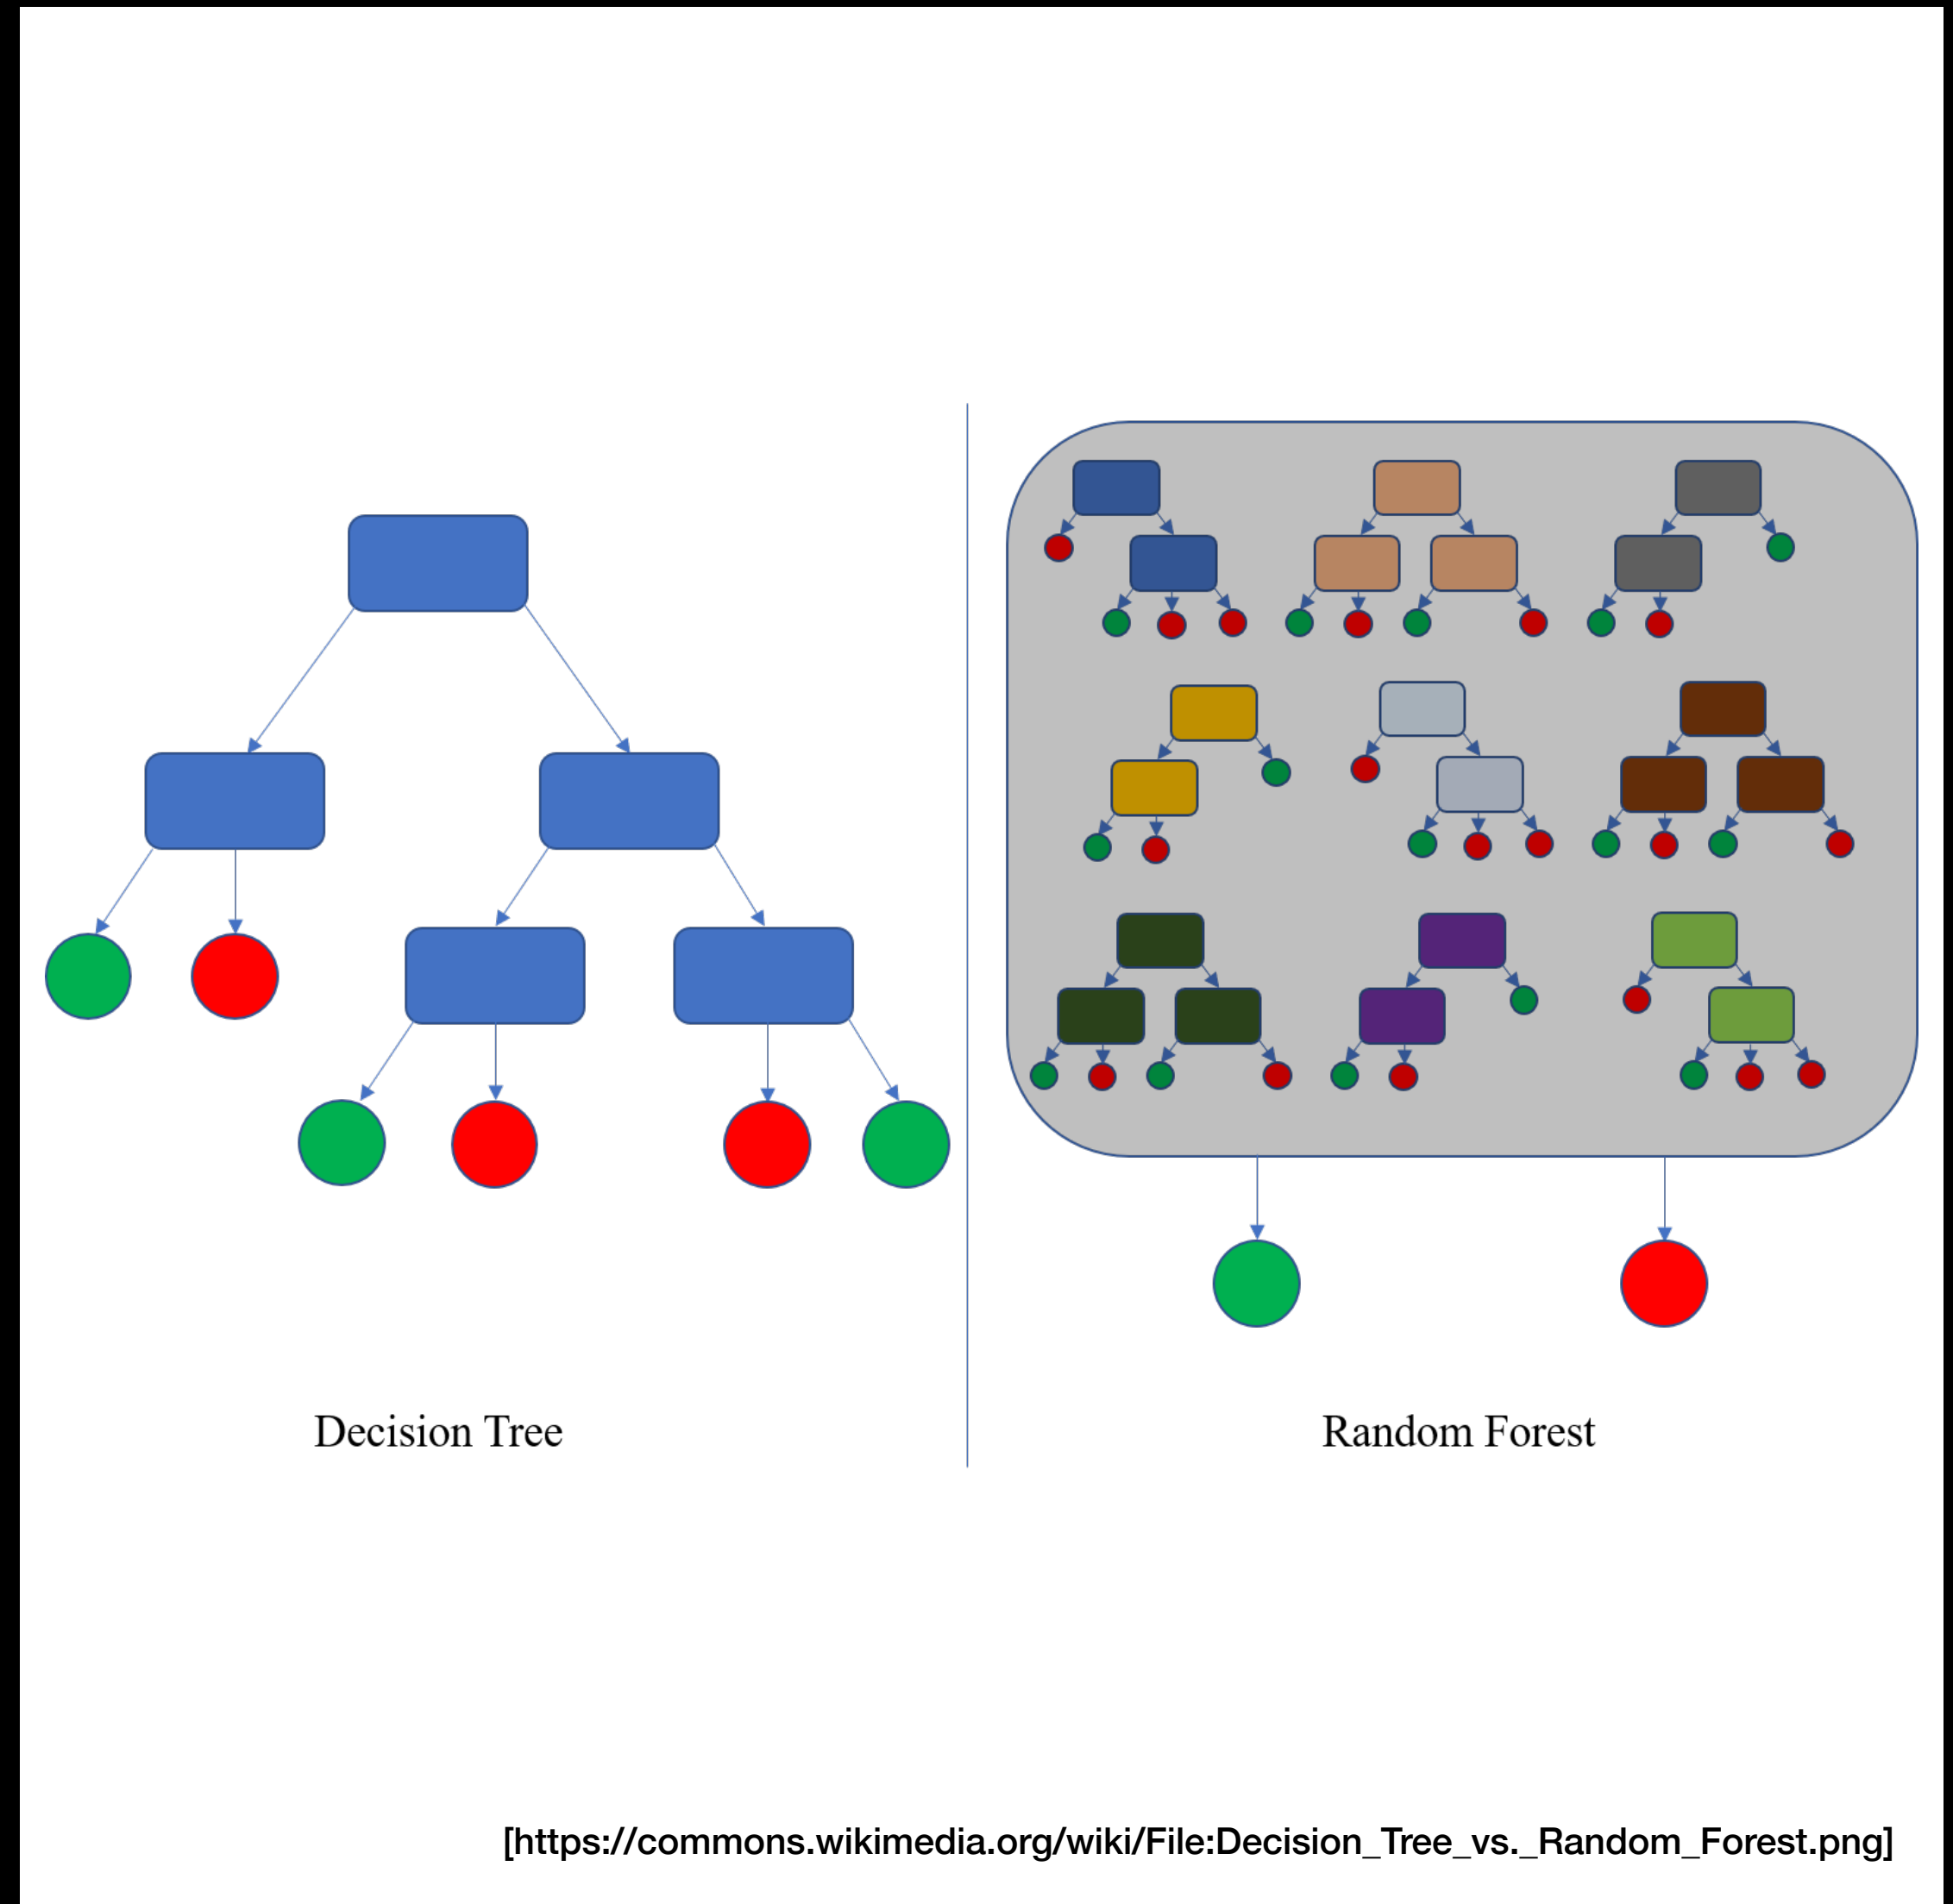 Decision Tree
Random Forest
[https://commons.wikimedia.org/wiki/File:Decision_Tree_vs._Random_Forest.png]